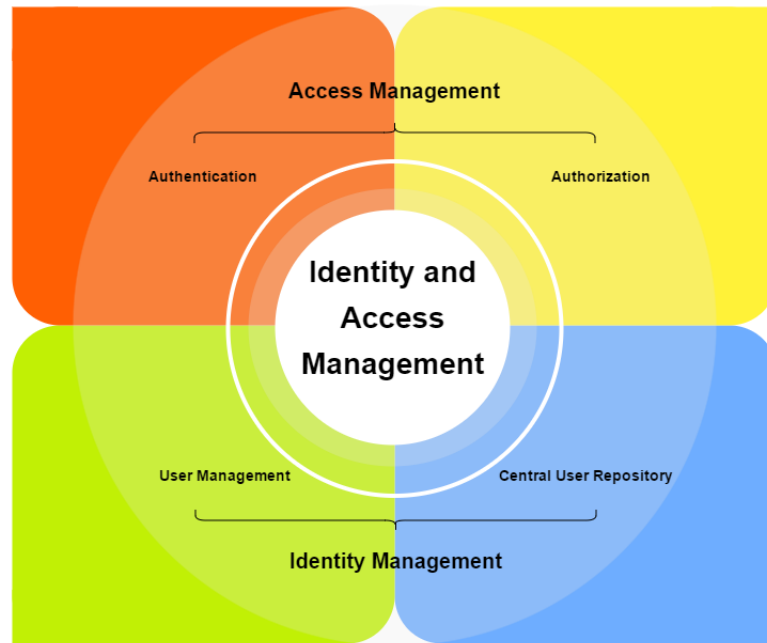 Access Management
Authentication
Authorization
Identity and
Access
Management
User Management
Central User Repository
Identity Management